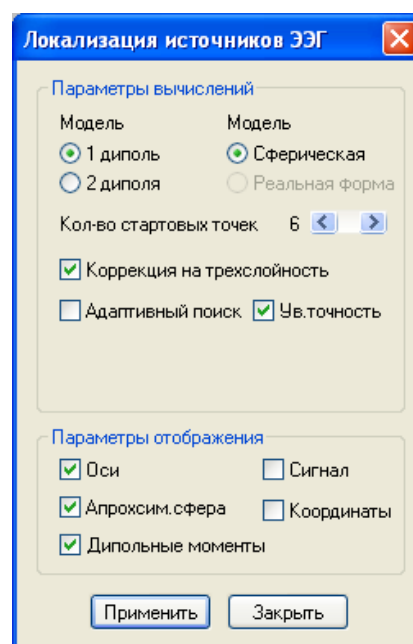 Локализация источников ЭЭГ
Параметры вычислений
Модель Модель
1 диполь Сферическая
2 диполя Реальная форма
Кол-во стартовых точек 6
Коррекция на трехслойность
Адаптивный поиск Ув.точность
Параметры отображения
Оси Сигнал
Апрохсим.сфера Координаты
Дипольные моменты
Применить Закрыть